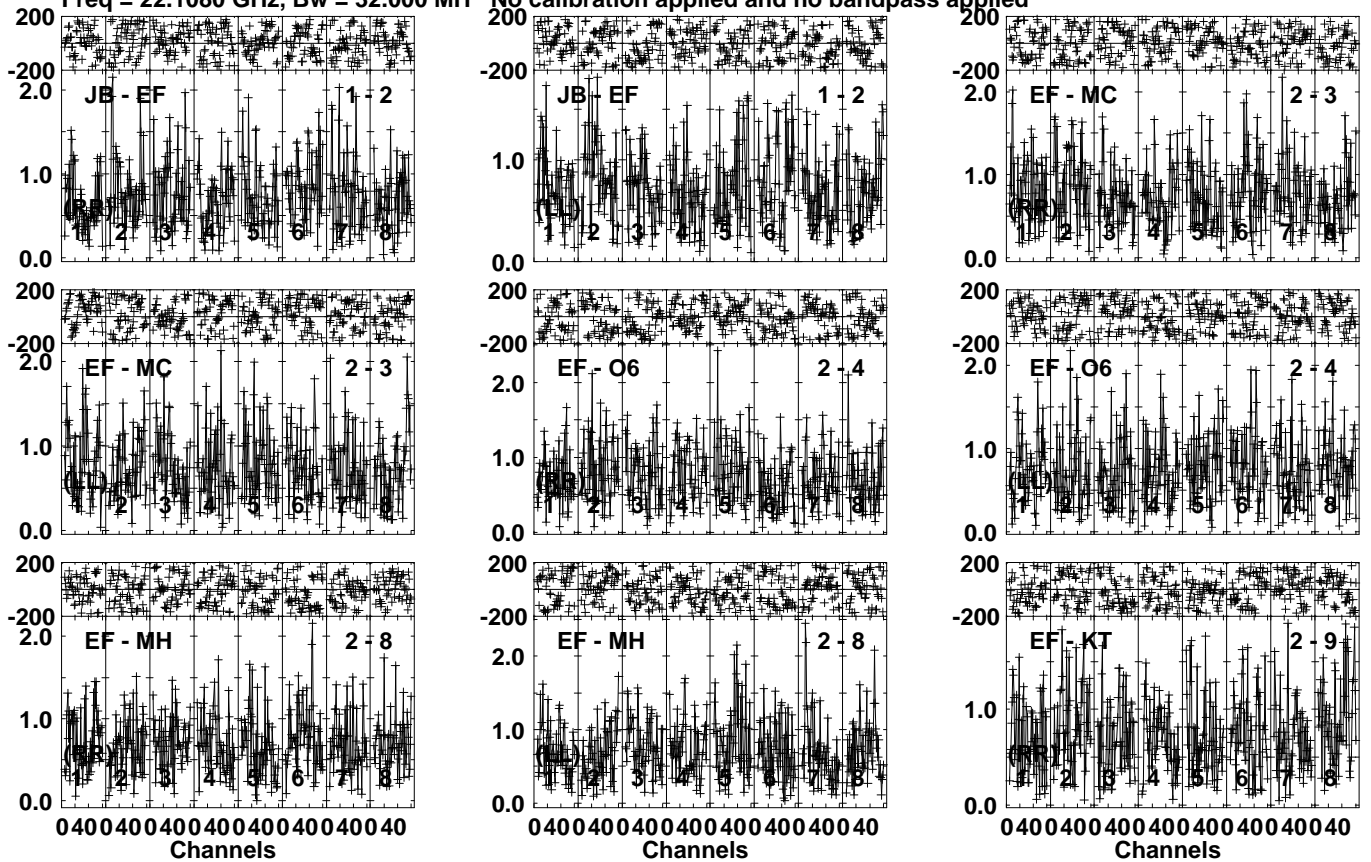 Freq = 22.1080 GHz, Bw = 32.000 MH No calibration applied and no bandpass applied
200 200 200
-200 -200 -200
2.0 JB - EF 1 - 2 JB - EF 1 - 2 2.0 EF - MC 2 - 3
1.0 1.0 1.0
(RR) (LL) (RR)
1 2 3 4 5 6 7 8 1 2 3 4 5 6 7 8 1 2 3 4 5 6 7 8
0.0 0.0 0.0
200 200 200
-200 -200 -200
2.0 EF - MC 2 - 3 2.0 EF - O6 2 - 4 2.0 EF - O6 2 - 4
1.0 1.0 1.0
(LL) (RR) (LL)
1 2 3 4 5 6 7 8 1 2 3 4 5 6 7 8 1 2 3 4 5 6 7 8
0.0 0.0 0.0
200 200 200
-200 -200 -200
2.0 EF - MH 2 - 8 2.0 EF - MH 2 - 8 EF - KT 2 - 9
1.0 1.0 1.0
(RR) (LL) (RR)
1 2 3 4 5 6 7 8 1 2 3 4 5 6 7 8 1 2 3 4 5 6 7 8
0.0 0.0 0.0
0 40 0 40 0 40 0 40 0 40 0 40 0 40 0 40 0 40 0 40 0 40 0 40 0 40 0 40 0 40 0 40 0 40 0 40 0 40 0 40 0 40 0 40 0 40 0 40
Channels Channels Channels